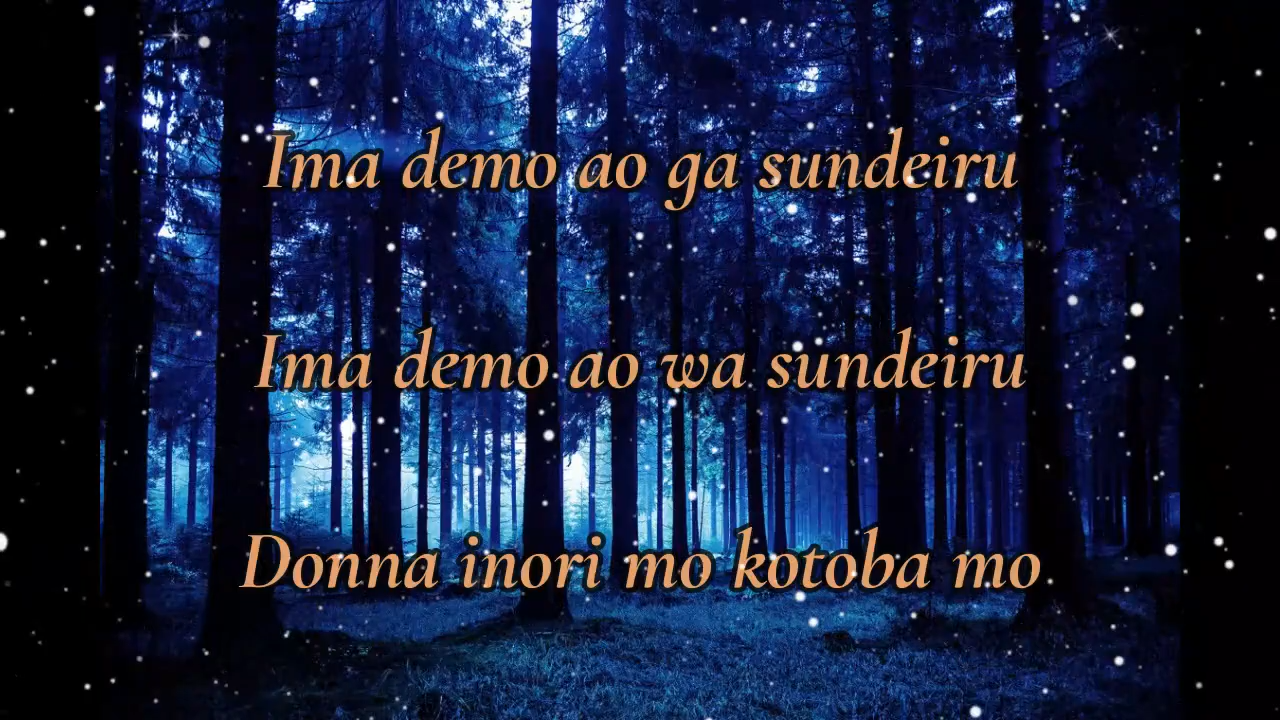 Ima demo ao ga sundeiru
Ima demo ao wa sundeiru
Donna inori mo kotoba mo